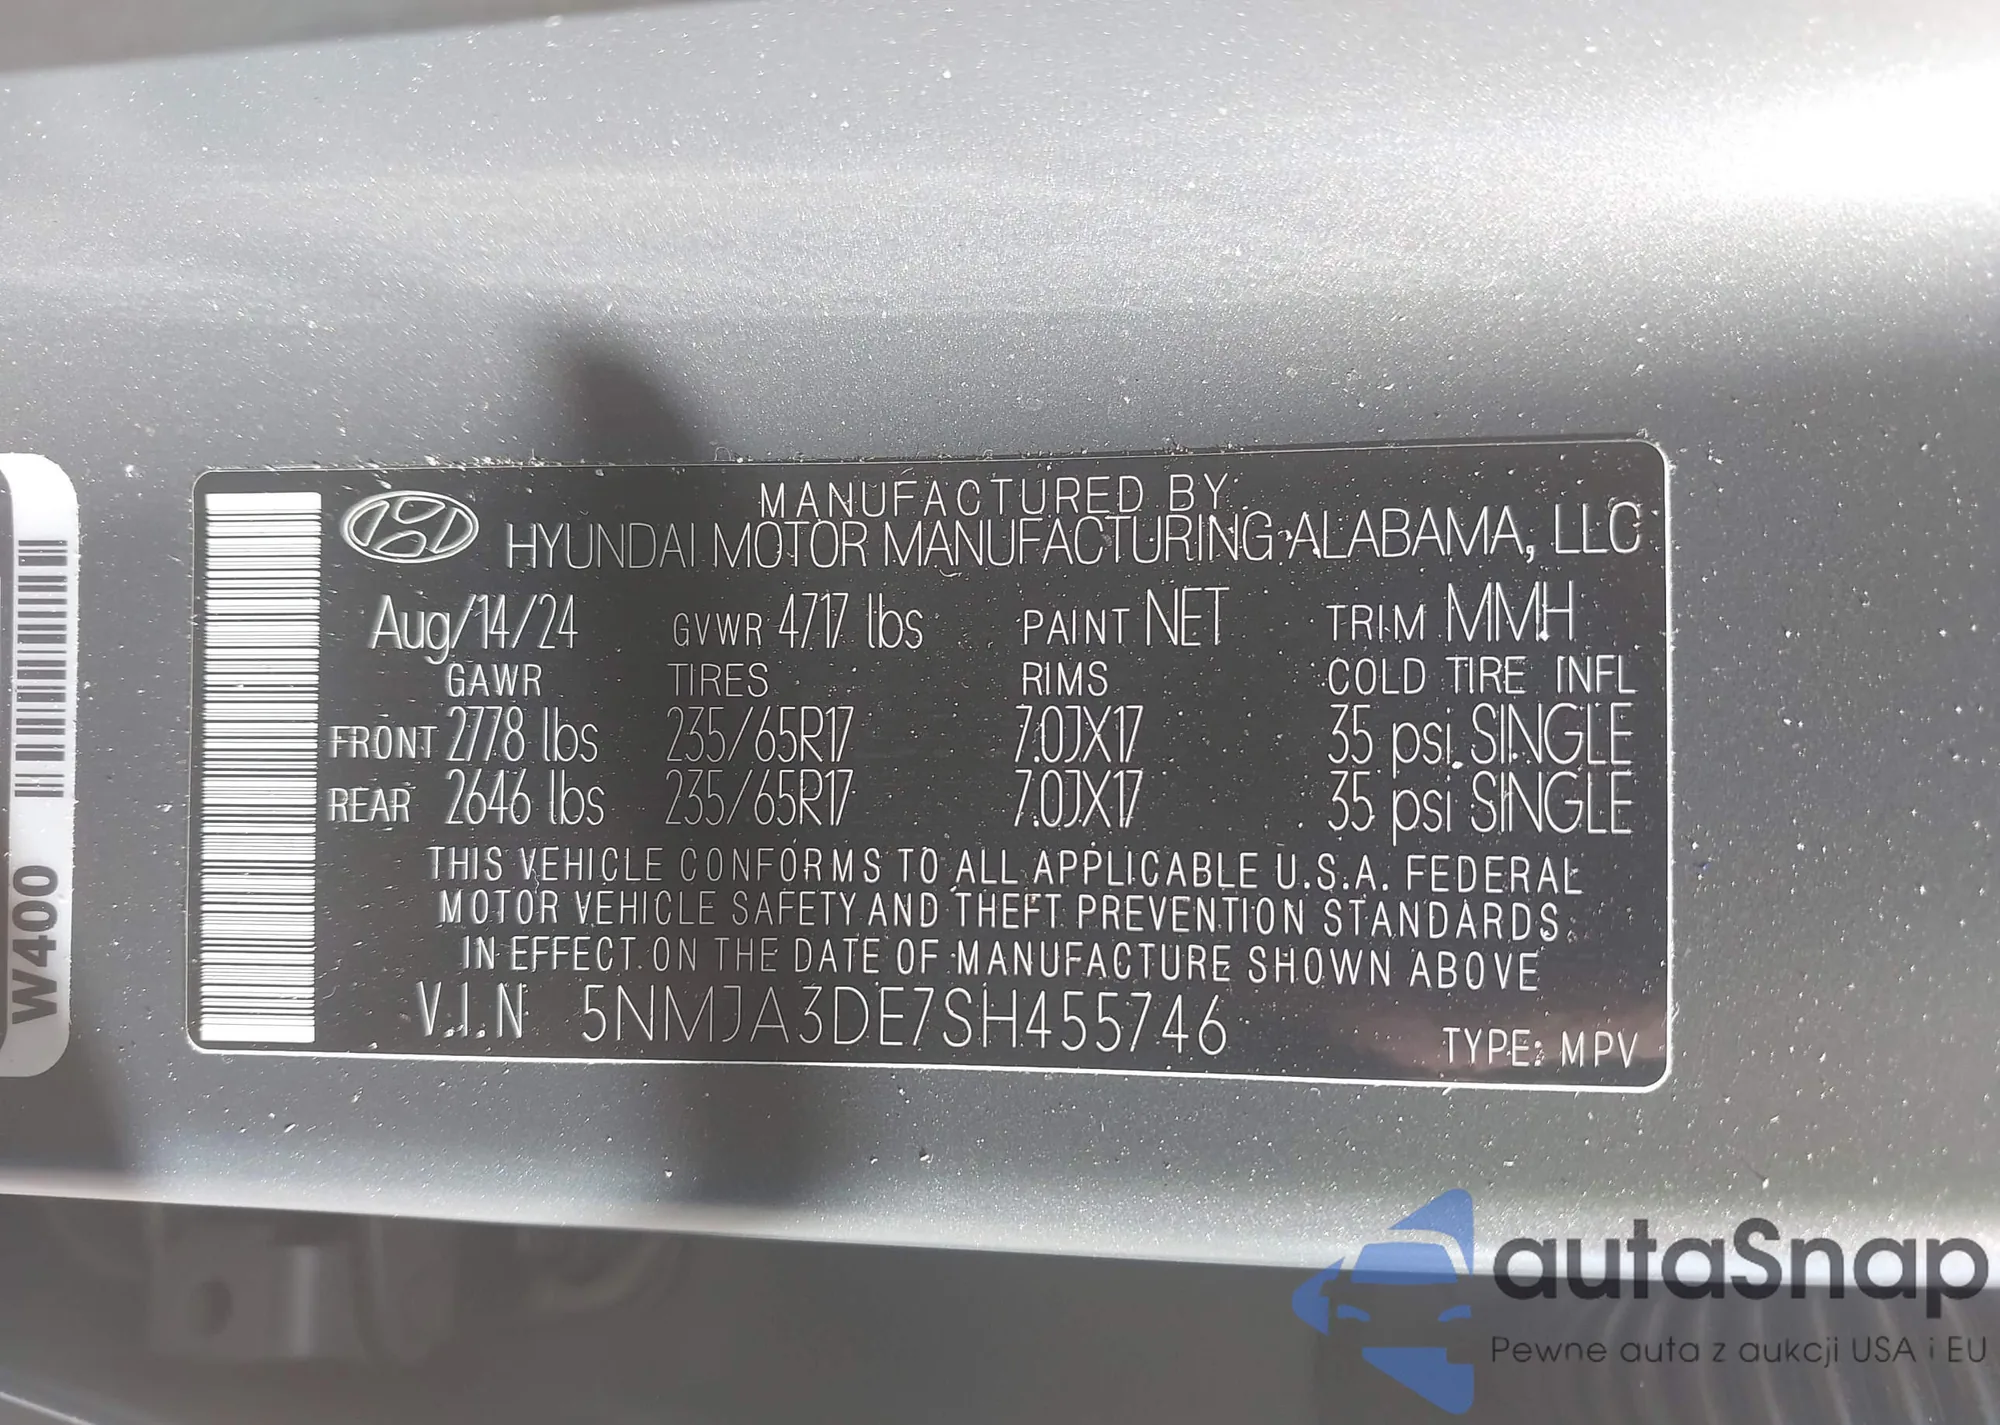 MANUFACTURED BY
HYUNDAI MOTOR MANUFACTURING ALABAMA, LLC
Aug/14/24 GVWR 4717 lbs PAINT NET TRIM MMH
GAWR TIRES RIMS COLD TIRE INFL
FRONT 2778 lbs 235/65R17 7.0JX17 35 psi SINGLE
REAR 2646 lbs 235/65R17 7.0JX17 35 psi SINGLE
THIS VEHICLE CONFORMS TO ALL APPLICABLE U.S.A. FEDERAL
MOTOR VEHICLE SAFETY AND THEFT PREVENTION STANDARDS
IN EFFECT ON THE DATE OF MANUFACTURE SHOWN ABOVE
V.I.N 5NMJA3DE7SH455746 TYPE: MPV
W400
autaSnap
Pewne auta z aukcji USA i EU